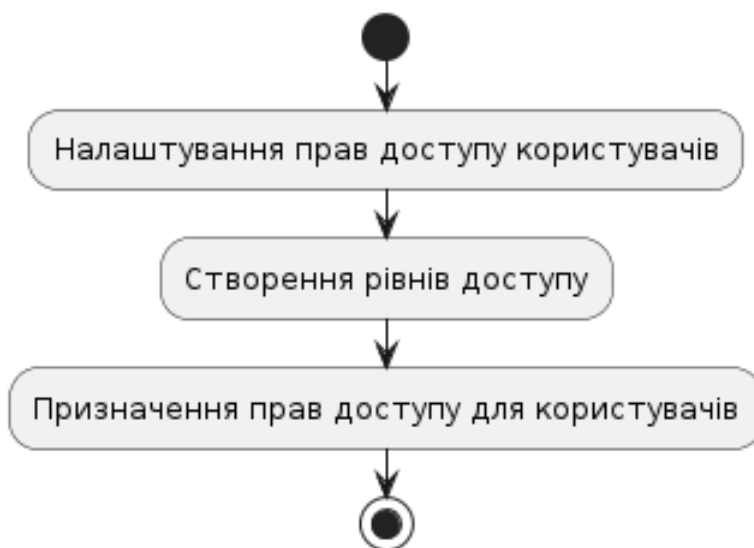 Налаштування прав доступу користувачів
Створення рівнів доступу
Призначення прав доступу для користувачів